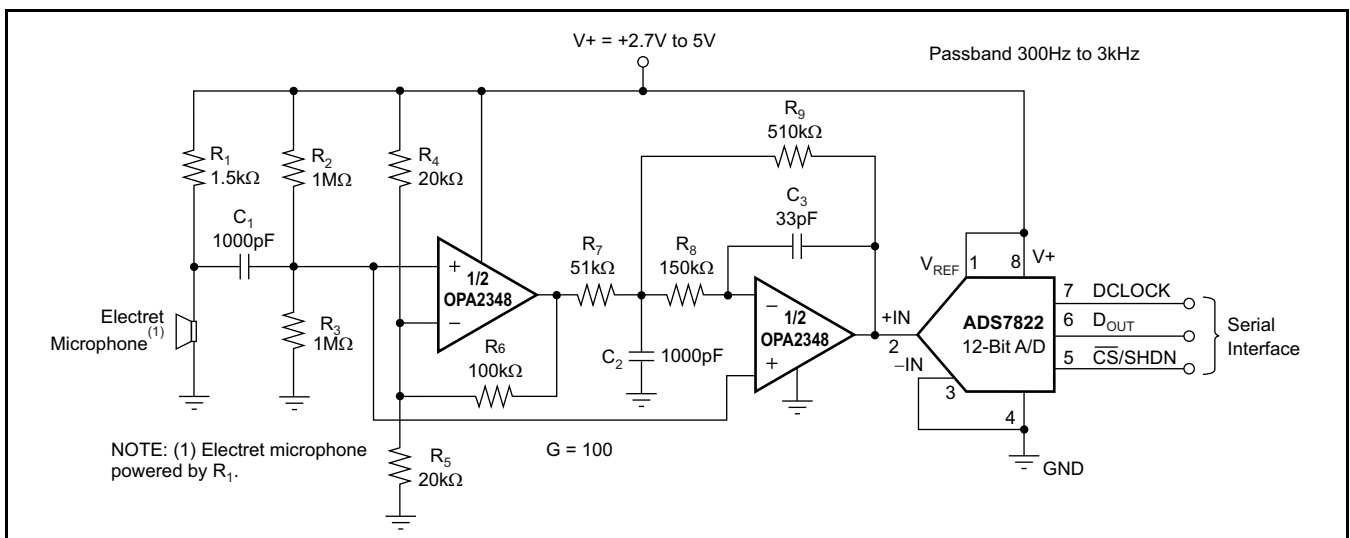 V+ = +2.7V to 5V
Passband 300Hz to 3kHz
R9
510kΩ
R1
1.5kΩ
R2
1MΩ
R4
20kΩ
C3
33pF
C1
1000pF
R7
51kΩ
R8
150kΩ
VREF
1
8
V+
+
1/2
OPA2348
−
−
1/2
OPA2348
+
7
DCLOCK
+IN
ADS7822
6
DOUT
Serial
Interface
Electret
Microphone(1)
R3
1MΩ
2
12-Bit A/D
−IN
5
CS/SHDN
R6
100kΩ
C2
1000pF
3
4
NOTE: (1) Electret microphone
powered by R1.
G = 100
R5
20kΩ
GND